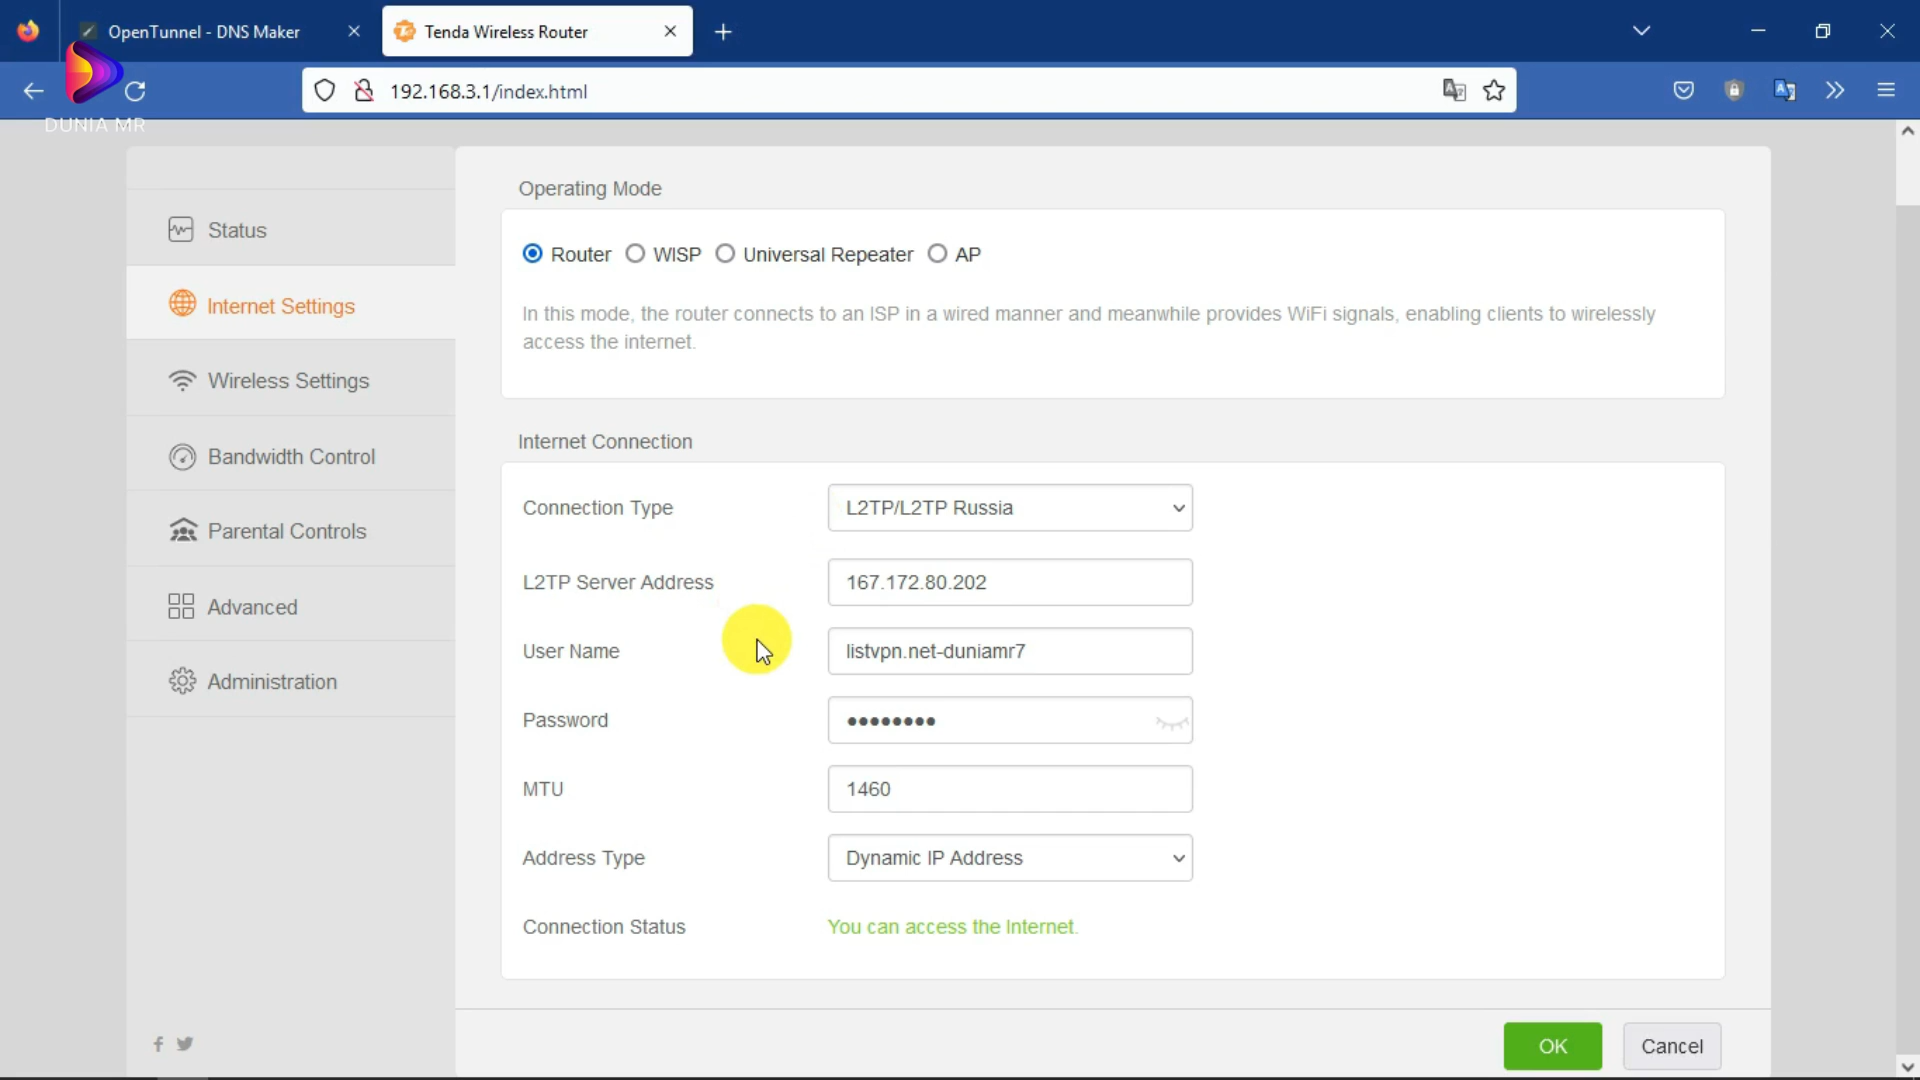 OpenTunnel - DNS Maker
Tenda Wireless Router
192.168.3.1/index.html
DUNIA MR
Operating Mode
Status
Router WISP Universal Repeater AP
Internet Settings
In this mode, the router connects to an ISP in a wired manner and meanwhile provides WiFi signals, enabling clients to wirelessly
access the internet.
Wireless Settings
Internet Connection
Bandwidth Control
Connection Type L2TP/L2TP Russia
Parental Controls
L2TP Server Address 167.172.80.202
Advanced
User Name listvpn.net-duniamr7
Administration
Password ••••••••
MTU 1460
Address Type Dynamic IP Address
Connection Status You can access the Internet.
OK Cancel